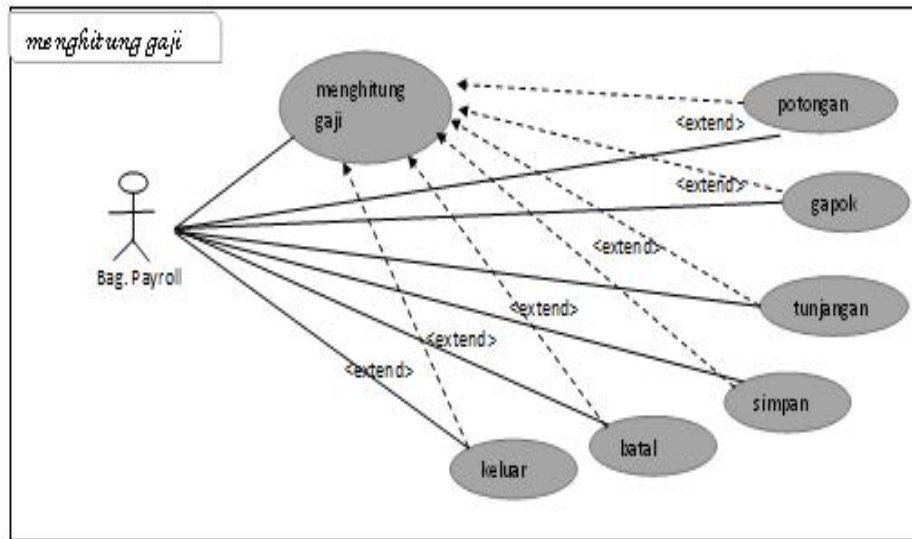 menghitung gaji
menghitung
gaji
potongan
<extend>
<extend>
gapok
Bag. Payroll
<extend>
tunjangan
<extend>
<extend>
<extend>
simpan
batal
keluar